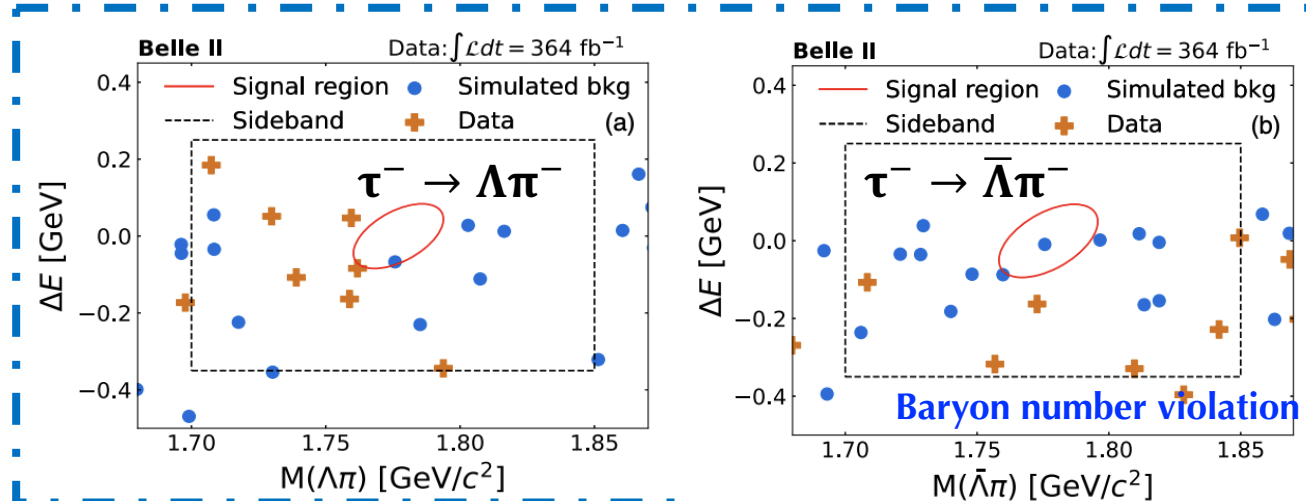 Belle II Data: ∫ℒdt = 364 fb⁻¹
Signal region Simulated bkg
Sideband Data (a)
τ⁻ → Λπ⁻
0.4
0.2
0.0
−0.2
−0.4
ΔE [GeV]
1.70 1.75 1.80 1.85
M(Λπ) [GeV/c²]
Belle II Data: ∫ℒdt = 364 fb⁻¹
Signal region Simulated bkg
Sideband Data (b)
τ⁻ → Λ̄π⁻
0.4
0.2
0.0
−0.2
−0.4
ΔE [GeV]
Baryon number violation
1.70 1.75 1.80 1.85
M(Λ̄π) [GeV/c²]